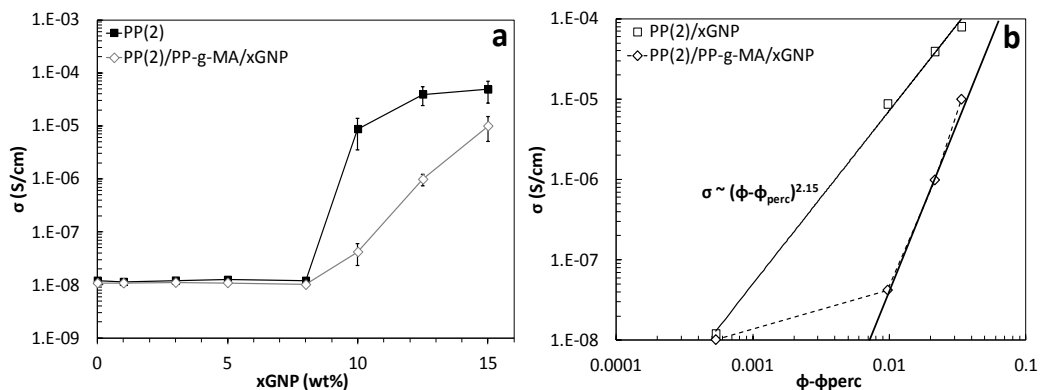 a
PP(2)
PP(2)/PP-g-MA/xGNP
1.E-03
1.E-04
1.E-05
1.E-06
1.E-07
1.E-08
1.E-09
σ (S/cm)
0 5 10 15
xGNP (wt%)
b
PP(2)/xGNP
PP(2)/PP-g-MA/xGNP
1.E-04
1.E-05
1.E-06
1.E-07
1.E-08
σ (S/cm)
σ ~ (ϕ-ϕperc)2.15
0.0001 0.001 0.01 0.1
ϕ-ϕperc